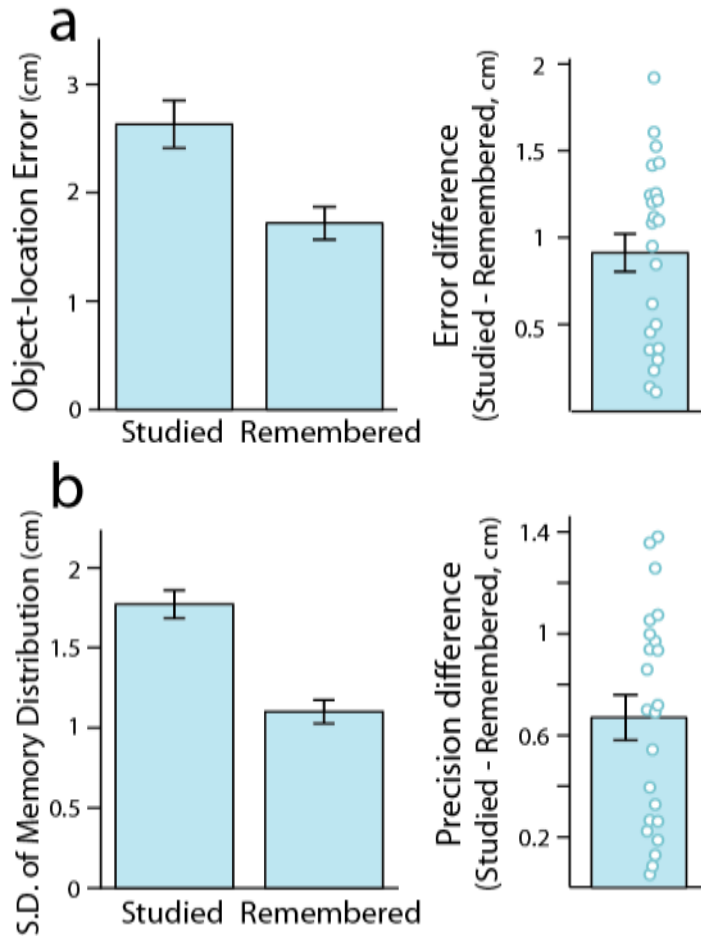 a
Object-location Error (cm)
3
2
1
0
Studied Remembered
Error difference
(Studied - Remembered, cm)
2
1.5
1
0.5
b
S.D. of Memory Distribution (cm)
2
1.5
1
0.5
0
Studied Remembered
Precision difference
(Studied - Remembered, cm)
1.4
1
0.6
0.2